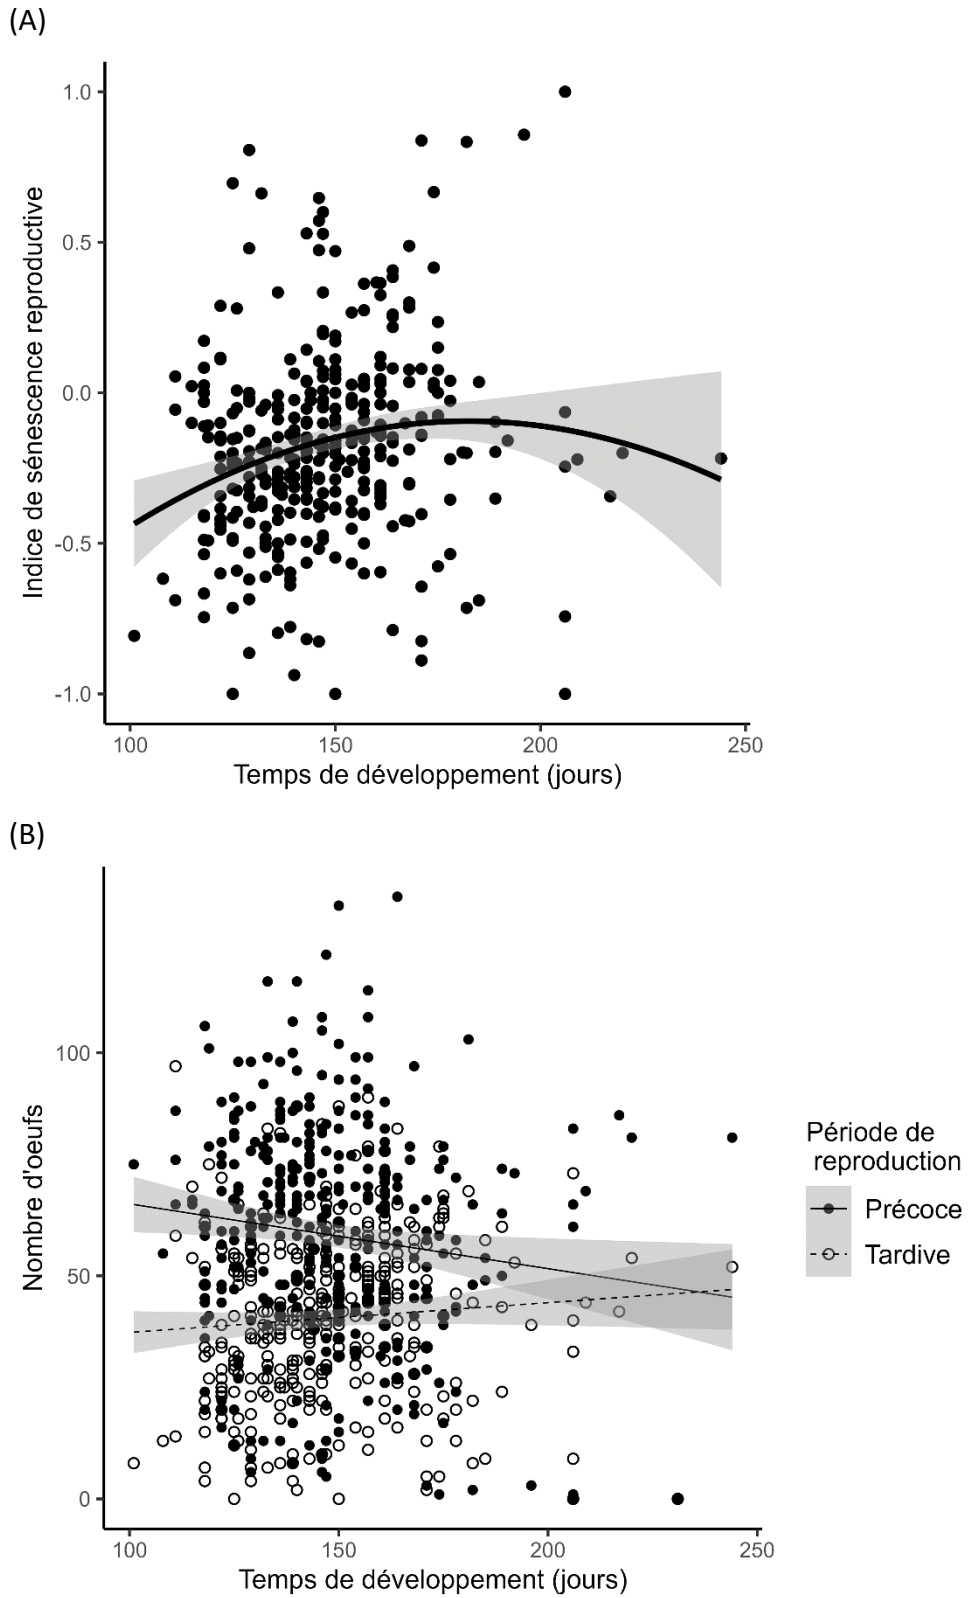 (A)
1.0
0.5
0.0
-0.5
-1.0
Indice de sénescence reproductive
100 150 200 250
Temps de développement (jours)
(B)
100
50
0
Nombre d'oeufs
100 150 200 250
Temps de développement (jours)
Période de
reproduction
Précoce
Tardive